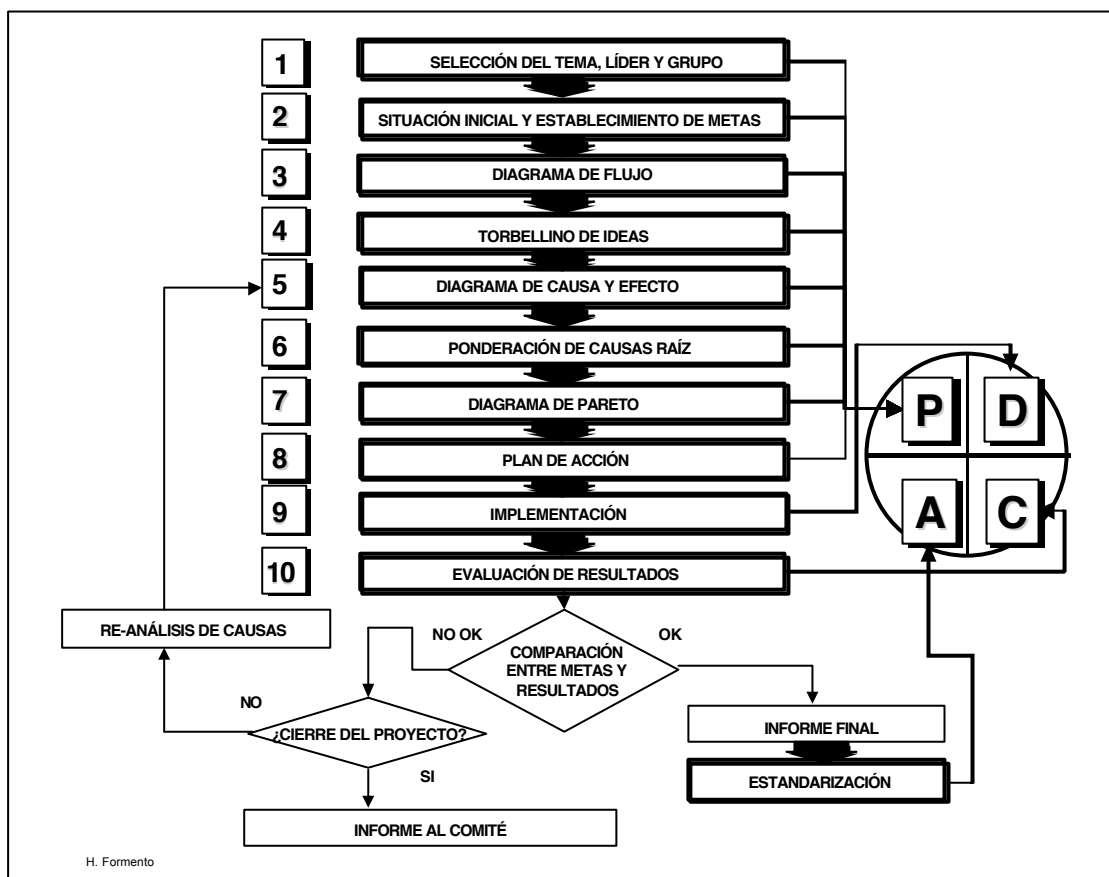 1
SELECCIÓN DEL TEMA, LÍDER Y GRUPO
2
SITUACIÓN INICIAL Y ESTABLECIMIENTO DE METAS
3
DIAGRAMA DE FLUJO
4
TORBELLINO DE IDEAS
5
DIAGRAMA DE CAUSA Y EFECTO
6
PONDERACIÓN DE CAUSAS RAÍZ
7
DIAGRAMA DE PARETO
8
PLAN DE ACCIÓN
9
IMPLEMENTACIÓN
10
EVALUACIÓN DE RESULTADOS
P
D
A
C
RE-ANÁLISIS DE CAUSAS
NO OK
OK
COMPARACIÓN
ENTRE METAS Y
RESULTADOS
NO
¿CIERRE DEL PROYECTO?
SI
INFORME FINAL
ESTANDARIZACIÓN
INFORME AL COMITÉ
H. Formento